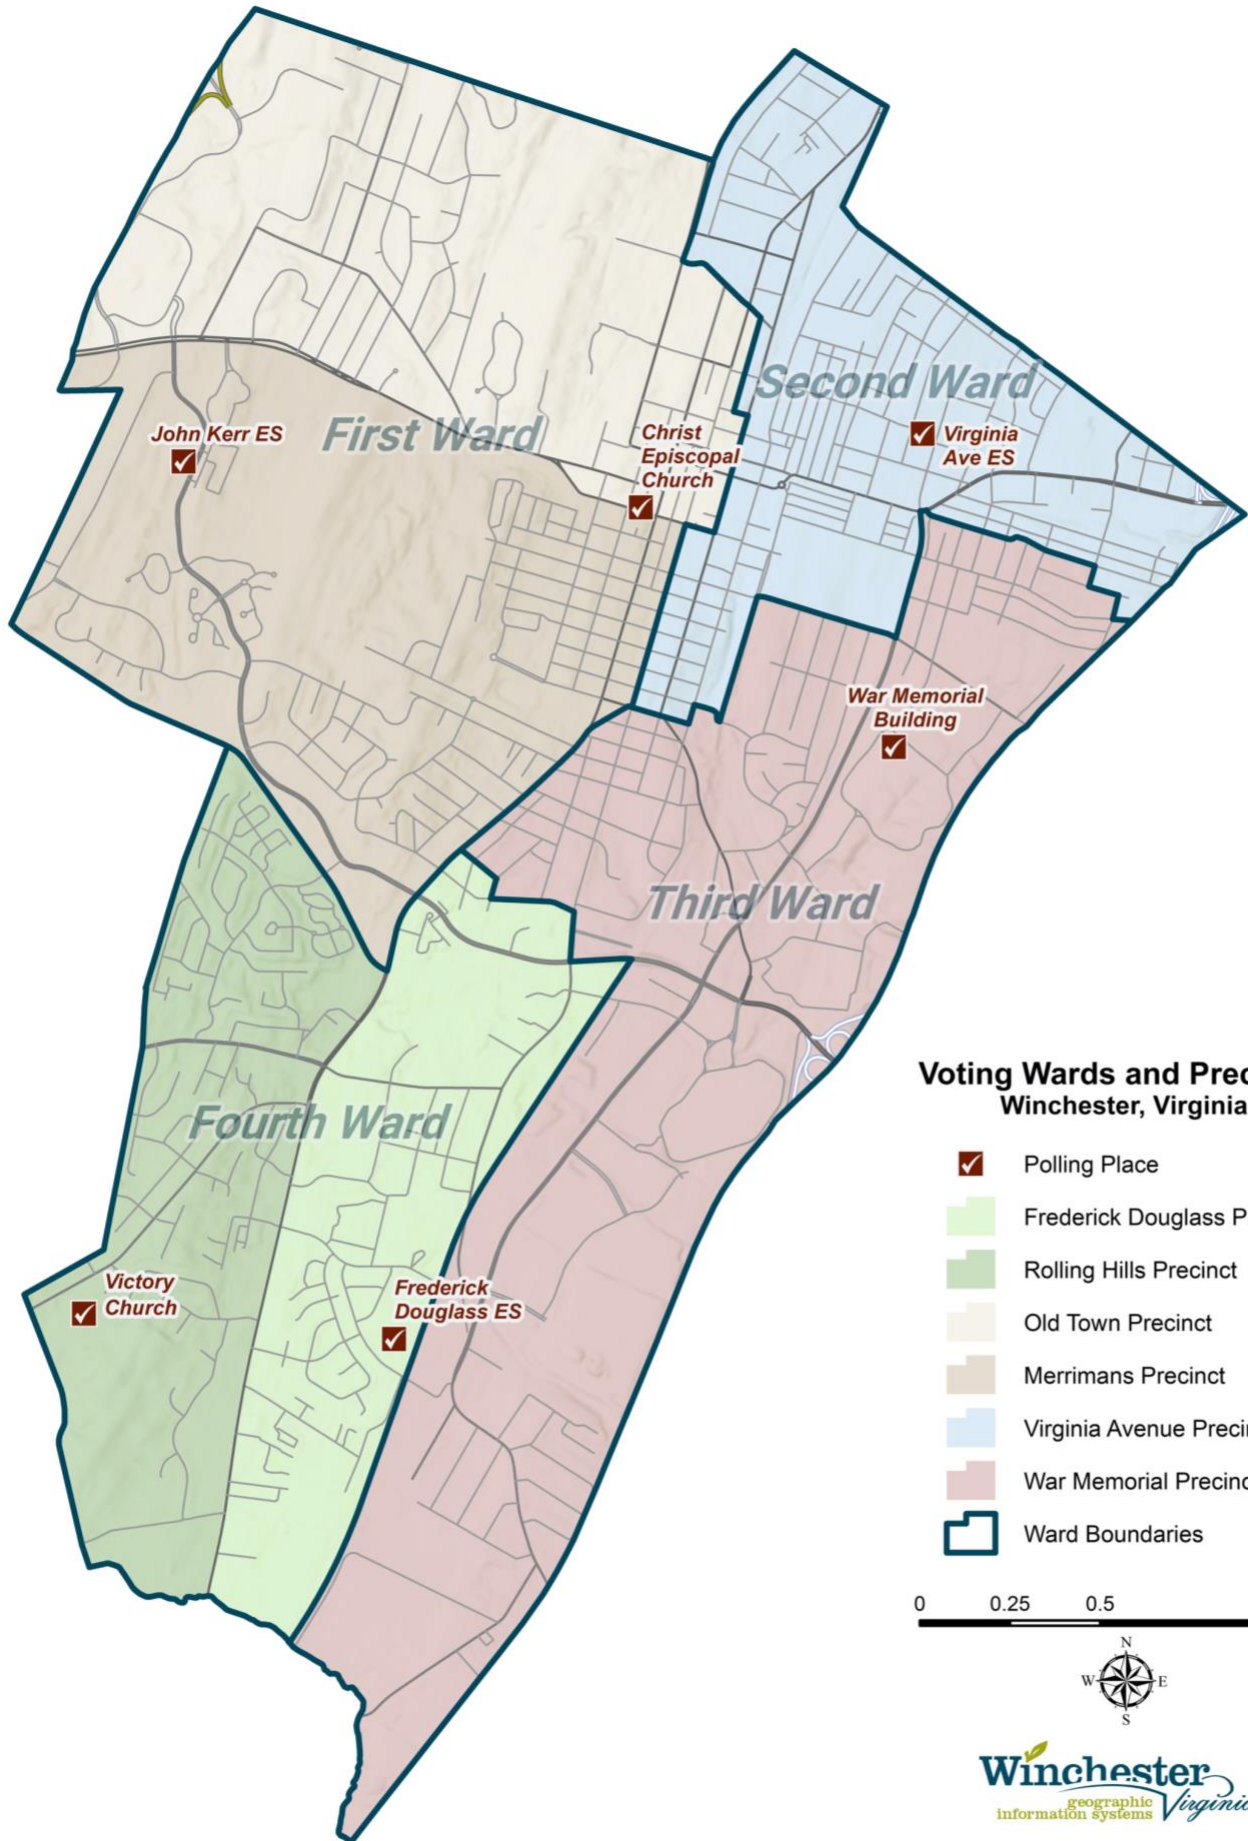 Second Ward
First Ward
John Kerr ES
Christ
Episcopal
Church
Virginia
Ave ES
War Memorial
Building
Third Ward
Fourth Ward
Victory
Church
Frederick
Douglass ES
Voting Wards and Prec
Winchester, Virginia
Polling Place
Frederick Douglass P
Rolling Hills Precinct
Old Town Precinct
Merrimans Precinct
Virginia Avenue Precin
War Memorial Precinc
Ward Boundaries
0 0.25 0.5
N
W E
S
Winchester
Virginia
geographic
information systems